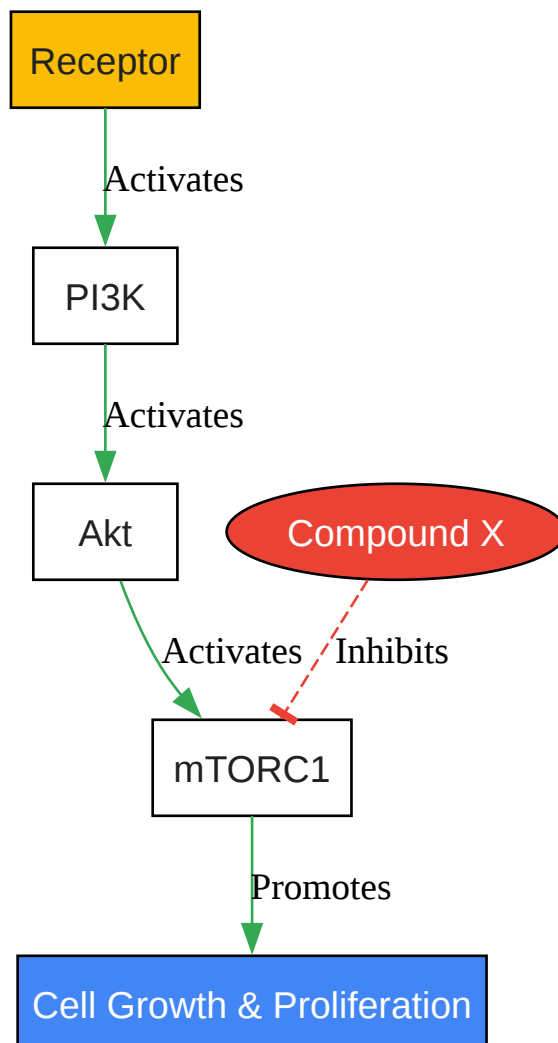 Receptor
Activates
PI3K
Activates
Akt
Compound X
Activates
Inhibits
mTORC1
Promotes
Cell Growth & Proliferation